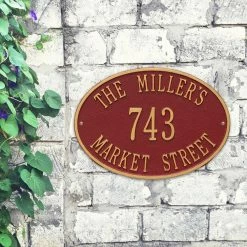 THE MILLER'S
743
MARKET STREET